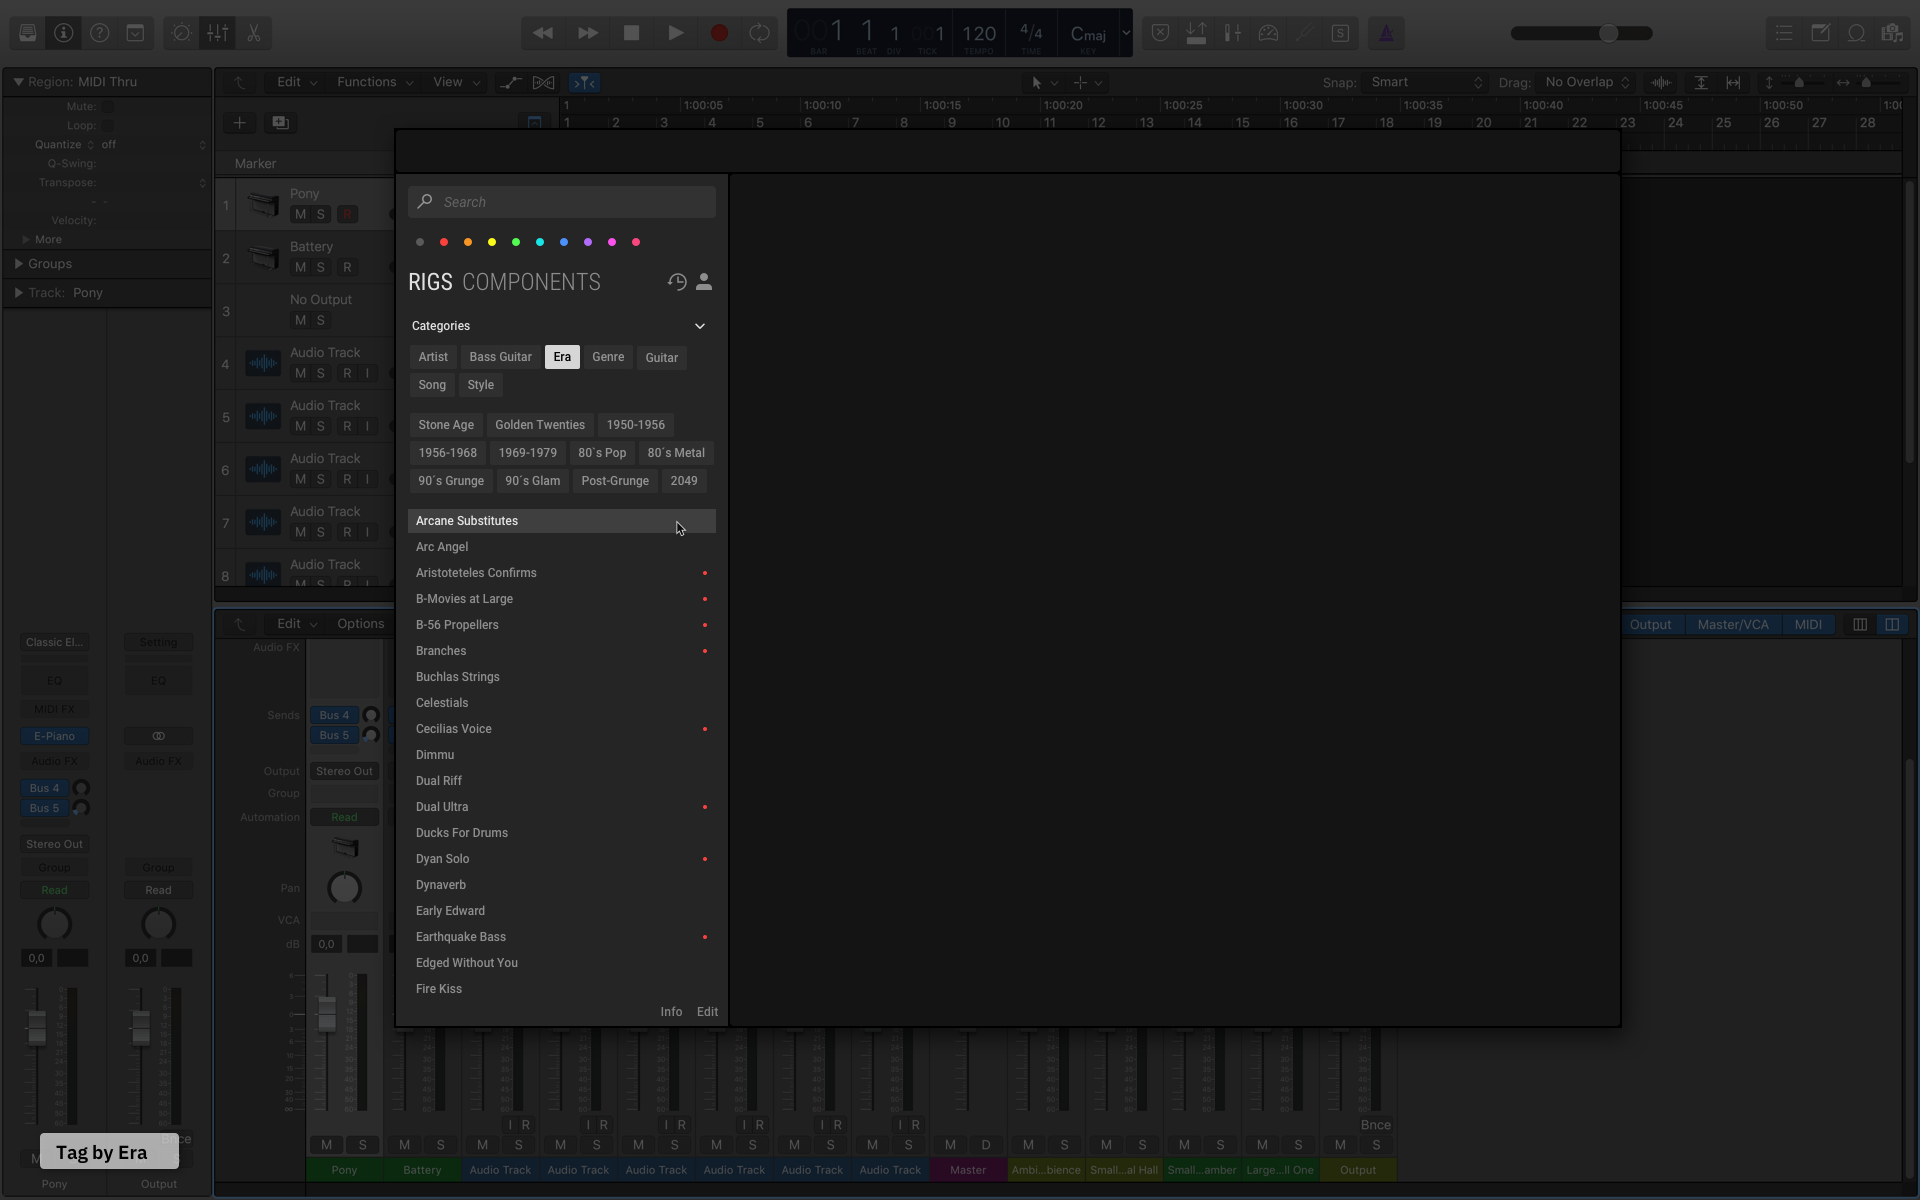 001 1 1 001 120 4/4 Cmaj
BAR BEAT DIV TICK TEMPO TIME KEY
S
Region: MIDI Thru
Edit Functions View
Snap: Smart Drag: No Overlap
Mute:
Loop:
Quantize off
Q-Swing:
Transpose:
- -
Velocity:
More
Groups
Track: Pony
1 1:00:05 1:00:10 1:00:15 1:00:20 1:00:25 1:00:30 1:00:35 1:00:40 1:00:45 1:00:50 1:00
1 2 3 4 5 6 7 8 9 10 11 12 13 14 15 16 17 18 19 20 21 22 23 24 25 26 27 28
Marker
1 Pony
M S R
2 Battery
M S R
3 No Output
M S
4 Audio Track
M S R I
5 Audio Track
M S R I
6 Audio Track
M S R I
7 Audio Track
M S R I
8 Audio Track
M S R I
Search
RIGS COMPONENTS
Categories
Artist Bass Guitar Era Genre Guitar
Song Style
Stone Age Golden Twenties 1950-1956
1956-1968 1969-1979 80`s Pop 80´s Metal
90´s Grunge 90´s Glam Post-Grunge 2049
Arcane Substitutes
Arc Angel
Aristoteteles Confirms
B-Movies at Large
B-56 Propellers
Branches
Buchlas Strings
Celestials
Cecilias Voice
Dimmu
Dual Riff
Dual Ultra
Ducks For Drums
Dyan Solo
Dynaverb
Early Edward
Earthquake Bass
Edged Without You
Fire Kiss
Info Edit
Edit Options
Output Master/VCA MIDI
Classic El... Setting
EQ EQ
MIDI FX
E-Piano
Audio FX Audio FX
Bus 4
Bus 5
Stereo Out
Group Group
Read Read
0,0 0,0
Audio FX
Sends Bus 4
Bus 5
Output Stereo Out
Group
Automation Read
Pan
VCA
dB 0,0
I R I R I R I R I R I R Bnce
M S M S M S M S M S M S M S M S M D M S M S M S M S M S
Pony Battery Audio Track Audio Track Audio Track Audio Track Audio Track Audio Track Master Ambi...bience Small...al Hall Small...amber Large...ll One Output
Bnce
M S
Tag by Era
Pony Output